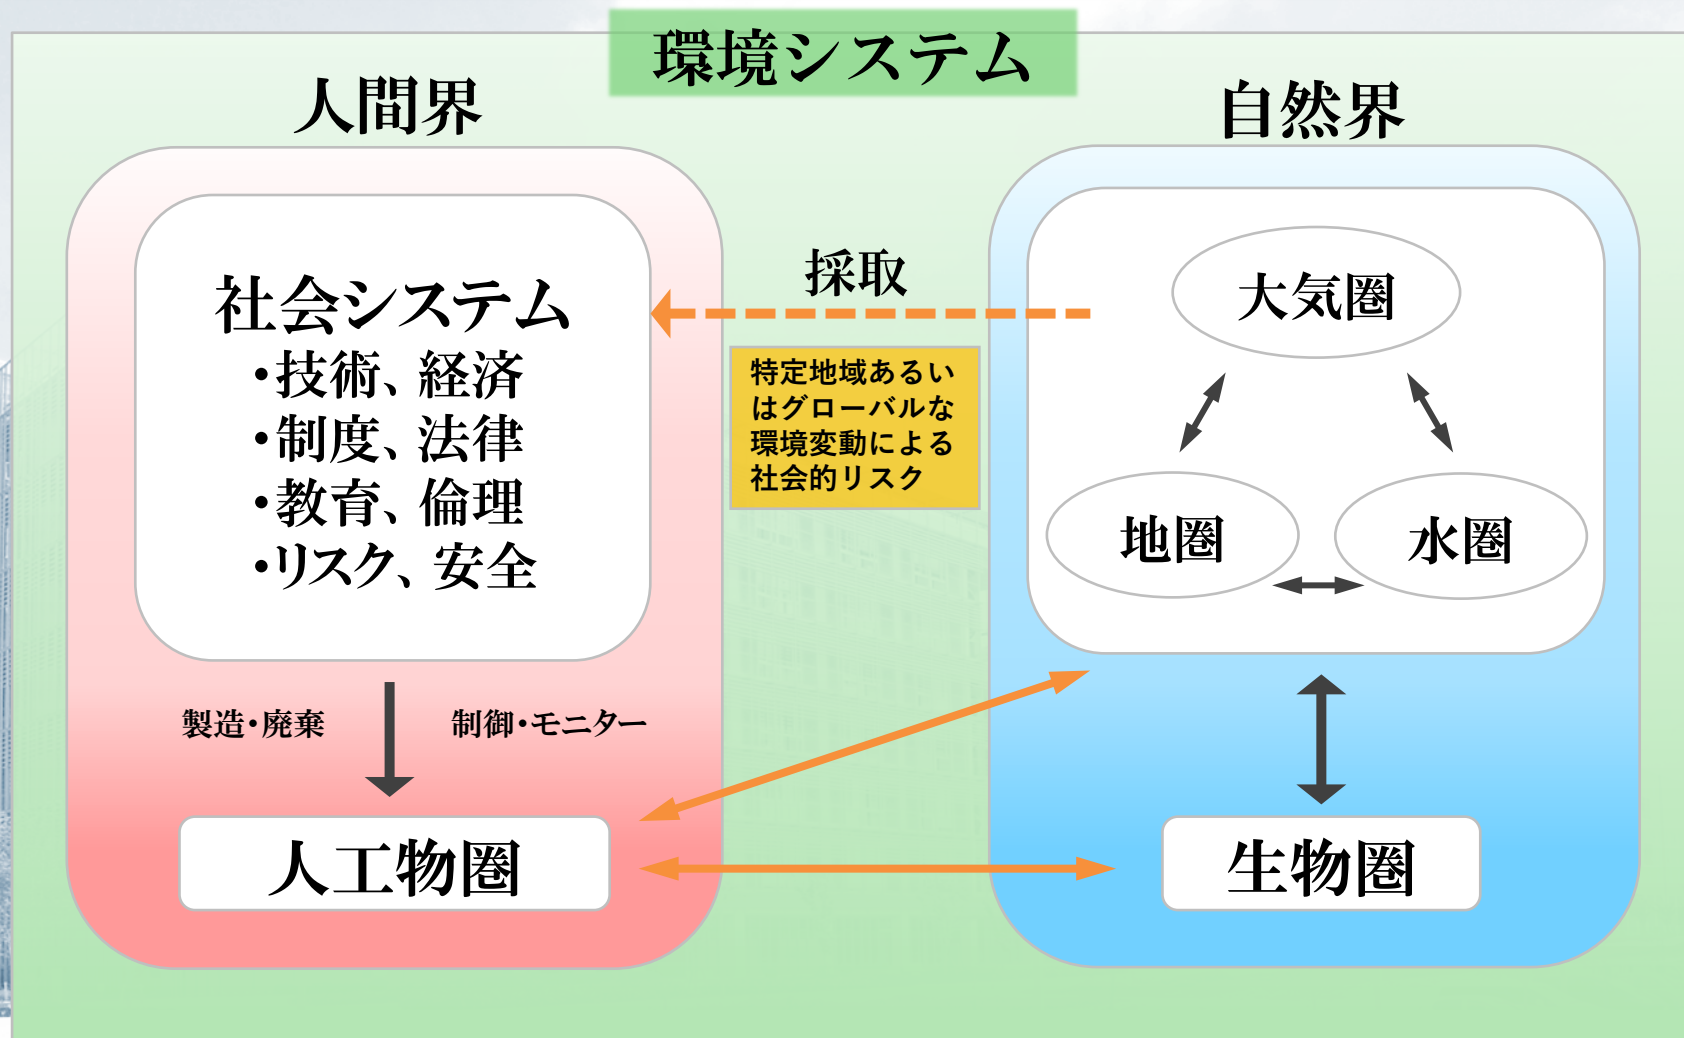 環境システム
人間界
自然界
社会システム
・技術、経済
・制度、法律
・教育、倫理
・リスク、安全
製造・廃棄
制御・モニター
人工物圏
採取
特定地域あるい
はグローバルな
環境変動による
社会的リスク
大気圏
地圏
水圏
生物圏